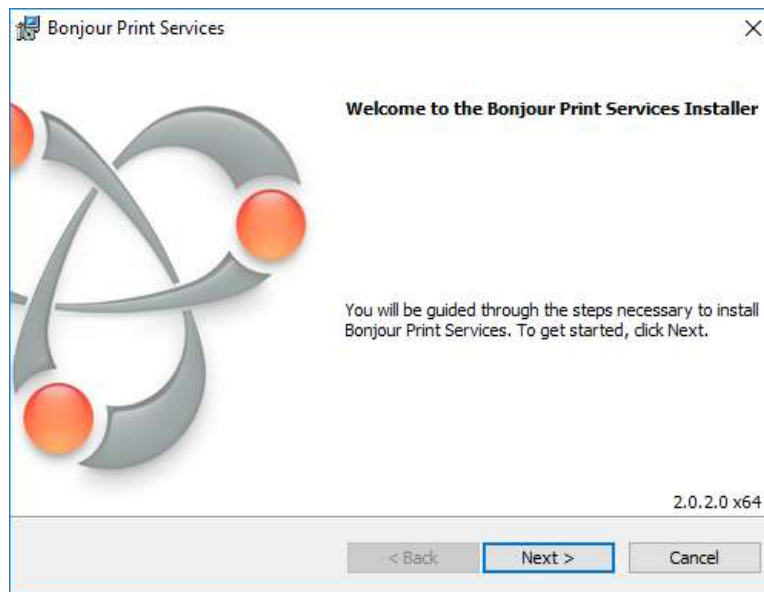 Bonjour Print Services
Welcome to the Bonjour Print Services Installer
You will be guided through the steps necessary to install
Bonjour Print Services. To get started, click Next.
2.0.2.0 x64
< Back
Next >
Cancel